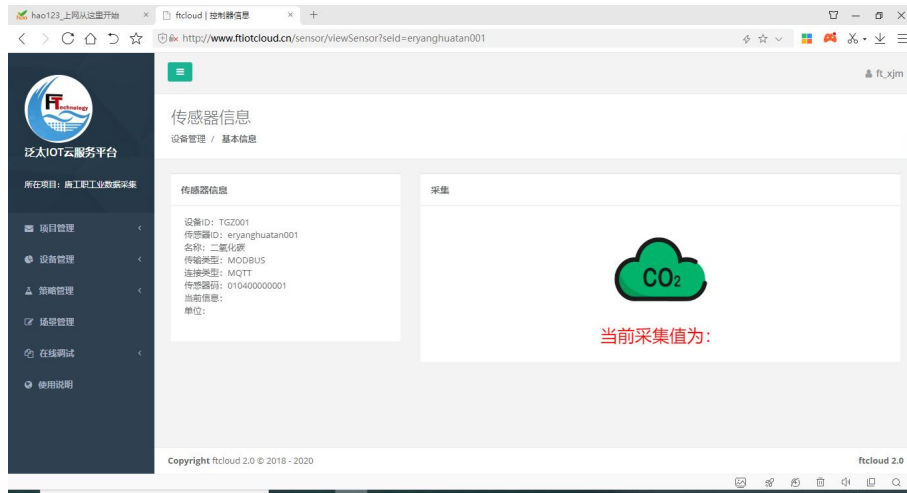 hao123_上网从这里开始
ftcloud | 控制器信息
http://www.ftiotcloud.cn/sensor/viewSensor?seid=eryanghuatan001
FTechnology
泛太IOT云服务平台
所在项目：唐工职工业数据采集
项目管理
设备管理
策略管理
场景管理
在线调试
使用说明
ft_xjm
传感器信息
设备管理 / 基本信息
传感器信息
设备ID：TGZ001
传感器ID：eryanghuatan001
名称：二氧化碳
传输类型：MODBUS
连接类型：MQTT
传感器码：010400000001
当前信息：
单位：
采集
CO₂
当前采集值为：
Copyright ftcloud 2.0 © 2018 - 2020
ftcloud 2.0